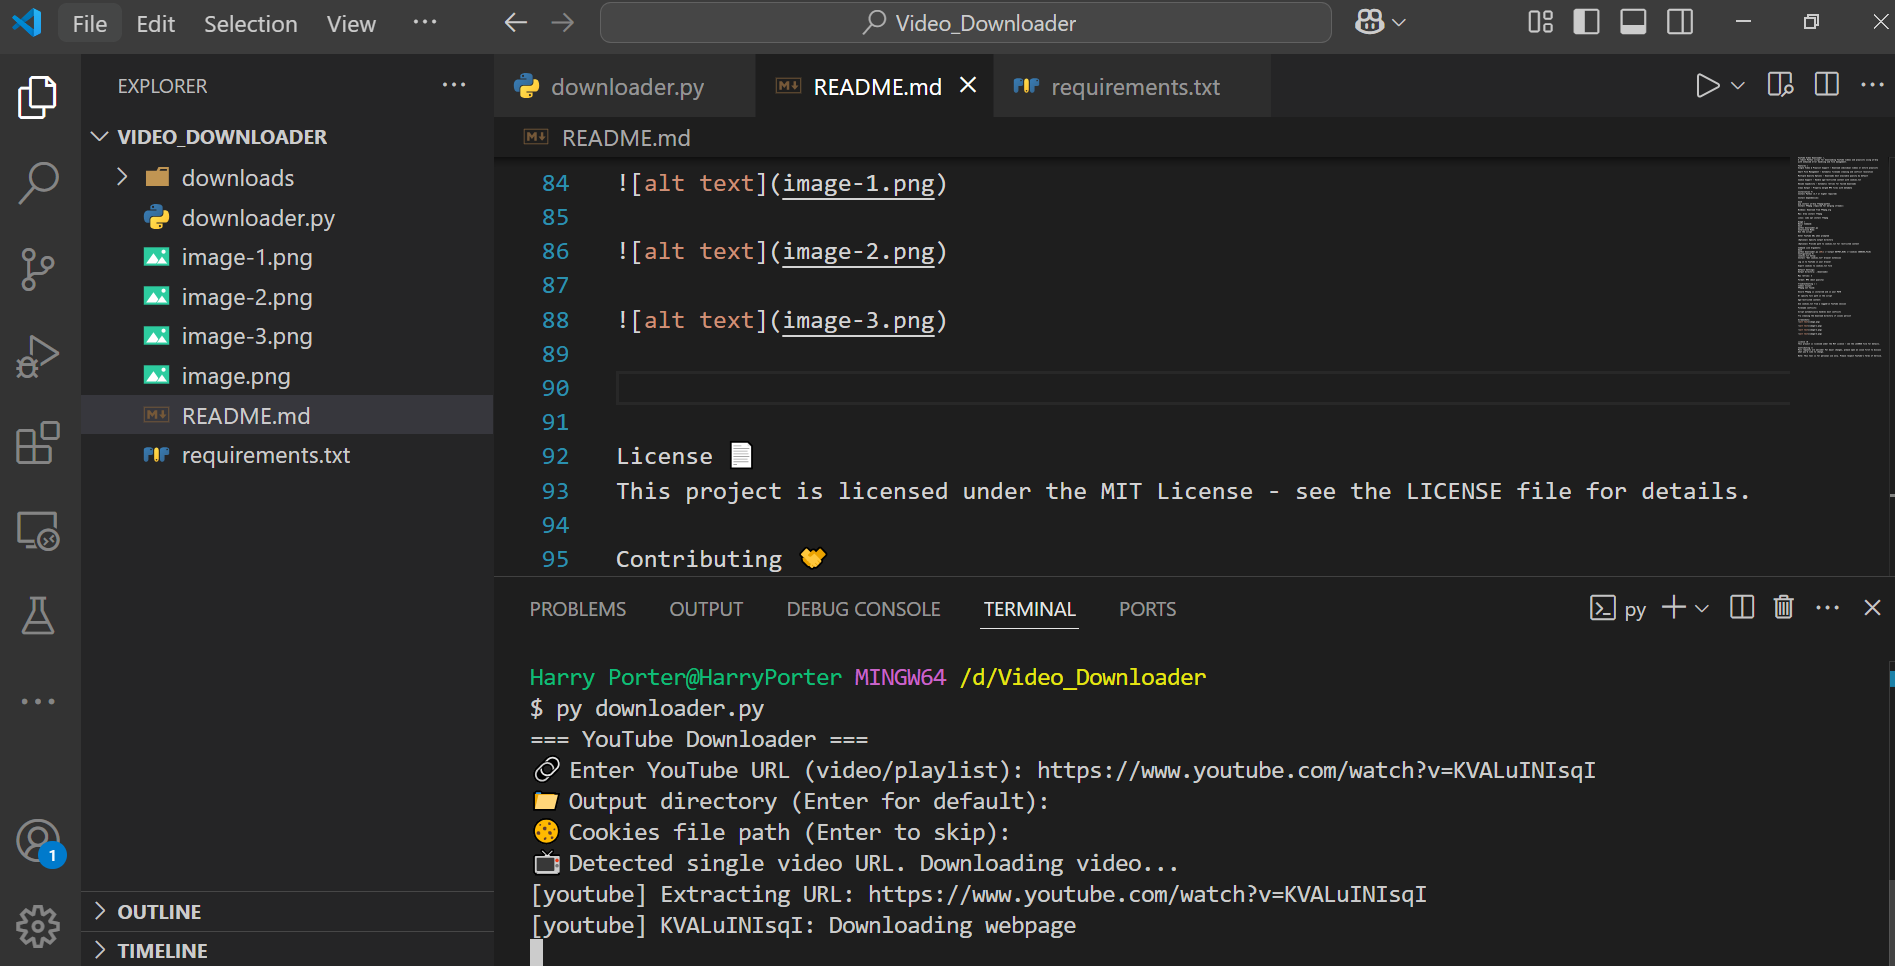 File Edit Selection View ··· Video_Downloader
EXPLORER
VIDEO_DOWNLOADER
downloads
downloader.py
image-1.png
image-2.png
image-3.png
image.png
README.md
requirements.txt
OUTLINE
TIMELINE
1
downloader.py README.md requirements.txt
README.md
84 ![alt text](image-1.png)
85
86 ![alt text](image-2.png)
87
88 ![alt text](image-3.png)
89
90
91
92 License 📄
93 This project is licensed under the MIT License - see the LICENSE file for details.
94
95 Contributing 🤝
PROBLEMS OUTPUT DEBUG CONSOLE TERMINAL PORTS py
Harry Porter@HarryPorter MINGW64 /d/Video_Downloader
$ py downloader.py
=== YouTube Downloader ===
🔗 Enter YouTube URL (video/playlist): https://www.youtube.com/watch?v=KVALuINIsqI
📁 Output directory (Enter for default):
🍪 Cookies file path (Enter to skip):
📺 Detected single video URL. Downloading video...
[youtube] Extracting URL: https://www.youtube.com/watch?v=KVALuINIsqI
[youtube] KVALuINIsqI: Downloading webpage